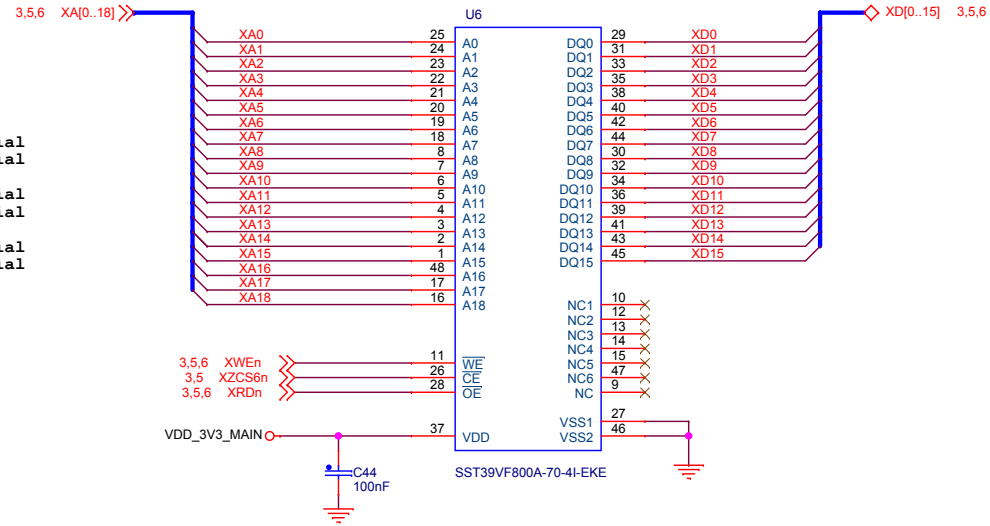 3,5,6 XA[0..18] U6 XD[0..15] 3,5,6
XA0 25 A0 DQ0 29 XD0
XA1 24 A1 DQ1 31 XD1
XA2 23 A2 DQ2 33 XD2
XA3 22 A3 DQ3 35 XD3
XA4 21 A4 DQ4 38 XD4
XA5 20 A5 DQ5 40 XD5
XA6 19 A6 DQ6 42 XD6
XA7 18 A7 DQ7 44 XD7
ial
XA8 8 A8 DQ8 30 XD8
ial
XA9 7 A9 DQ9 32 XD9
XA10 6 A10 DQ10 34 XD10
ial
XA11 5 A11 DQ11 36 XD11
XA12 4 A12 DQ12 39 XD12
ial
XA13 3 A13 DQ13 41 XD13
XA14 2 A14 DQ14 43 XD14
ial
XA15 1 A15 DQ15 45 XD15
ial
XA16 48 A16
XA17 17 A17
XA18 16 A18 NC1 10
NC2 12
NC3 13
NC4 14
3,5,6 XWEn 11 WE NC5 15
3,5 XZCS6n 26 CE NC6 47
3,5,6 XRDn 28 OE NC 9
VSS1 27
VDD_3V3_MAIN 37 VDD VSS2 46
C44 SST39VF800A-70-4I-EKE
100nF